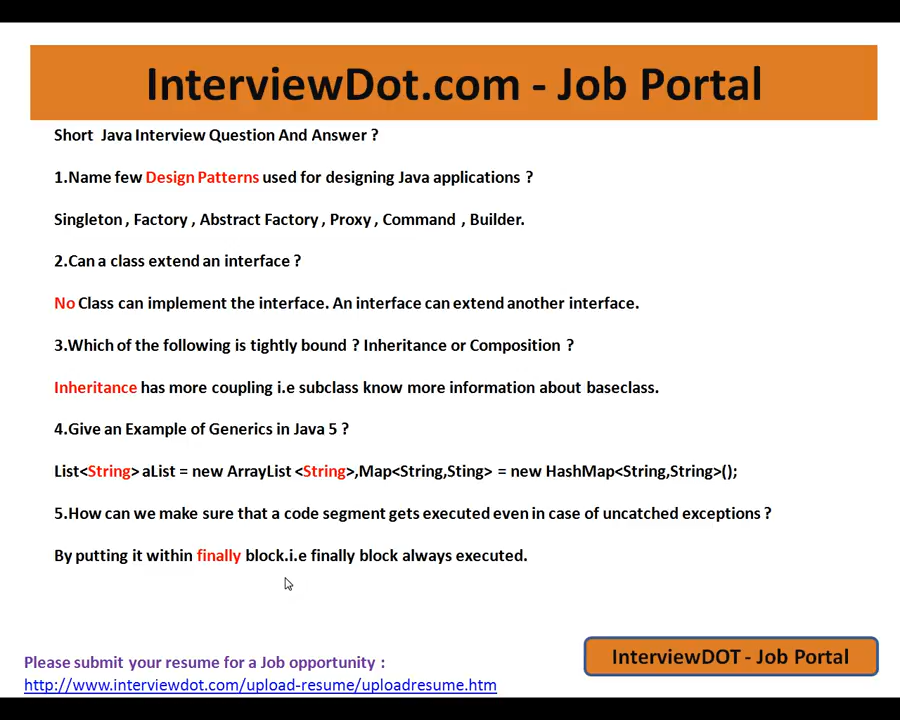 InterviewDot.com - Job Portal
Short Java Interview Question And Answer ?
1.Name few Design Patterns used for designing Java applications ?
Singleton , Factory , Abstract Factory , Proxy , Command , Builder.
2.Can a class extend an interface ?
No Class can implement the interface. An interface can extend another interface.
3.Which of the following is tightly bound ? Inheritance or Composition ?
Inheritance has more coupling i.e subclass know more information about baseclass.
4.Give an Example of Generics in Java 5 ?
List<String> aList = new ArrayList <String>,Map<String,Sting> = new HashMap<String,String>();
5.How can we make sure that a code segment gets executed even in case of uncatched exceptions ?
By putting it within finally block.i.e finally block always executed.
Please submit your resume for a Job opportunity :
http://www.interviewdot.com/upload-resume/uploadresume.htm
InterviewDOT - Job Portal